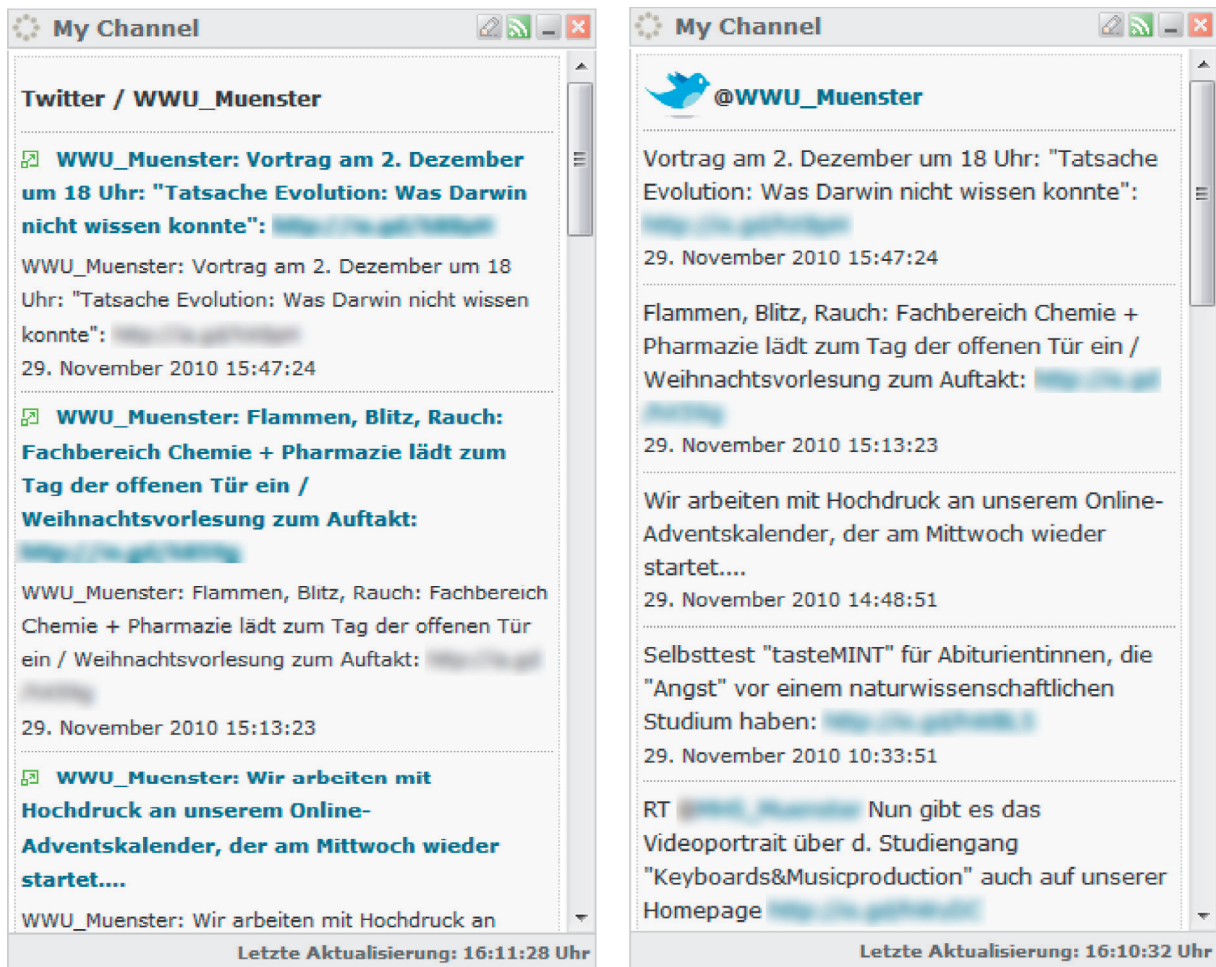 My Channel
Twitter / WWU_Muenster
WWU_Muenster: Vortrag am 2. Dezember
um 18 Uhr: "Tatsache Evolution: Was Darwin
nicht wissen konnte":
WWU_Muenster: Vortrag am 2. Dezember um 18
Uhr: "Tatsache Evolution: Was Darwin nicht wissen
konnte":
29. November 2010 15:47:24
WWU_Muenster: Flammen, Blitz, Rauch:
Fachbereich Chemie + Pharmazie lädt zum
Tag der offenen Tür ein /
Weihnachtsvorlesung zum Auftakt:
WWU_Muenster: Flammen, Blitz, Rauch: Fachbereich
Chemie + Pharmazie lädt zum Tag der offenen Tür
ein / Weihnachtsvorlesung zum Auftakt:
29. November 2010 15:13:23
WWU_Muenster: Wir arbeiten mit
Hochdruck an unserem Online-
Adventskalender, der am Mittwoch wieder
startet....
WWU_Muenster: Wir arbeiten mit Hochdruck an
Letzte Aktualisierung: 16:11:28 Uhr
My Channel
@WWU_Muenster
Vortrag am 2. Dezember um 18 Uhr: "Tatsache
Evolution: Was Darwin nicht wissen konnte":
29. November 2010 15:47:24
Flammen, Blitz, Rauch: Fachbereich Chemie +
Pharmazie lädt zum Tag der offenen Tür ein /
Weihnachtsvorlesung zum Auftakt:
29. November 2010 15:13:23
Wir arbeiten mit Hochdruck an unserem Online-
Adventskalender, der am Mittwoch wieder
startet....
29. November 2010 14:48:51
Selbsttest "tasteMINT" für Abiturientinnen, die
"Angst" vor einem naturwissenschaftlichen
Studium haben:
29. November 2010 10:33:51
RT Nun gibt es das
Videoportrait über d. Studiengang
"Keyboards&Musicproduction" auch auf unserer
Homepage
Letzte Aktualisierung: 16:10:32 Uhr